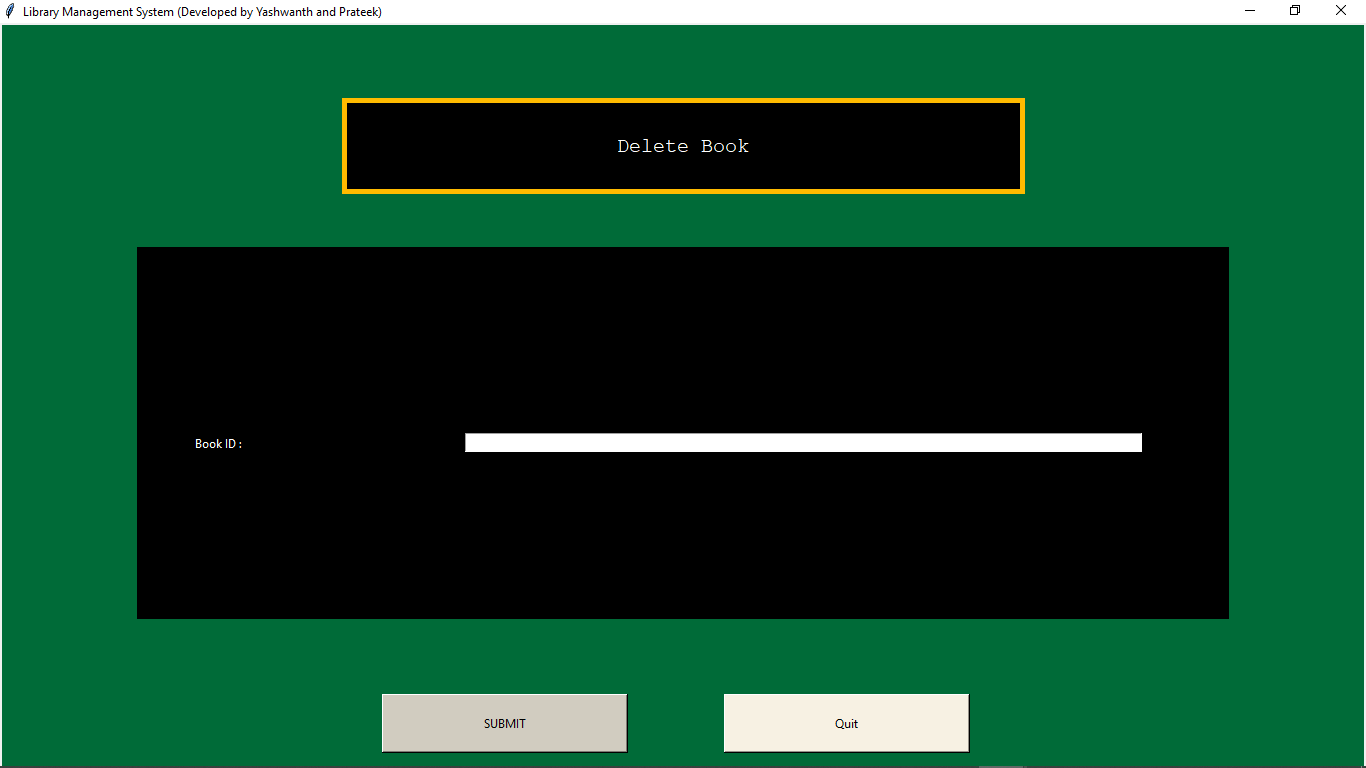 Library Management System (Developed by Yashwanth and Prateek)
Delete Book
Book ID :
SUBMIT
Quit